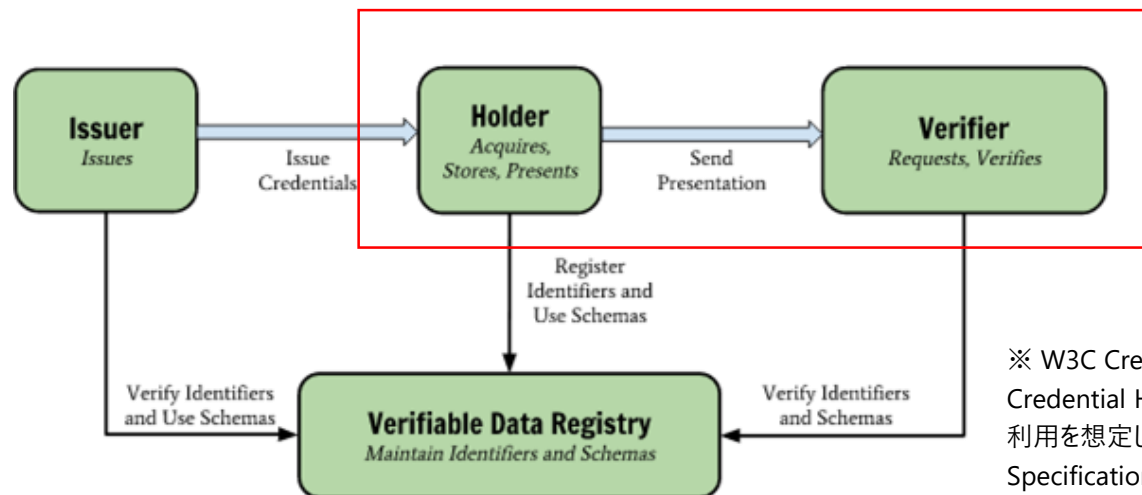 Issuer
Issues
Issue
Credentials
Holder
Acquires,
Stores, Presents
Send
Presentation
Verifier
Requests, Verifies
Register
Identifiers and
Use Schemas
Verify Identifiers
and Use Schemas
Verifiable Data Registry
Maintain Identifiers and Schemas
Verify Identifiers
and Schemas
※ W3C Cre
Credential H
利用を想定し
Specification